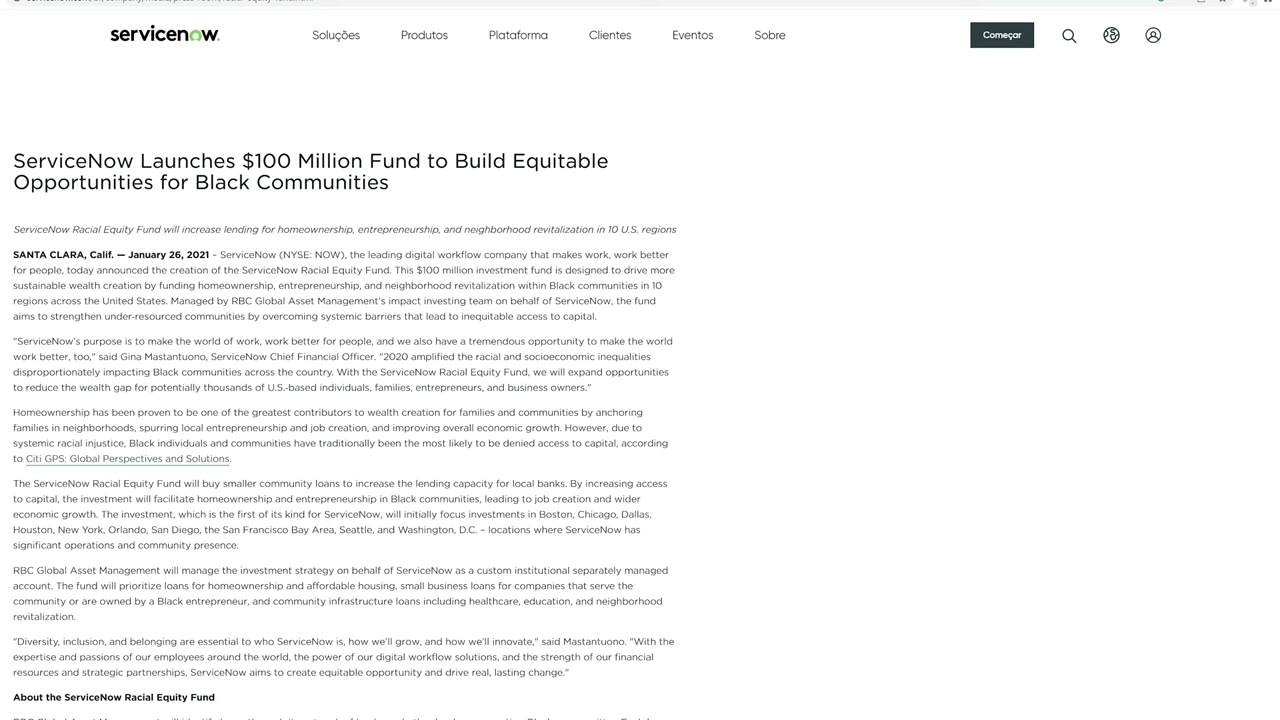 servicenow
Soluções Produtos Plataforma Clientes Eventos Sobre Começar
ServiceNow Launches $100 Million Fund to Build Equitable
Opportunities for Black Communities
ServiceNow Racial Equity Fund will increase lending for homeownership, entrepreneurship, and neighborhood revitalization in 10 U.S. regions
SANTA CLARA, Calif. — January 26, 2021 – ServiceNow (NYSE: NOW), the leading digital workflow company that makes work, work better
for people, today announced the creation of the ServiceNow Racial Equity Fund. This $100 million investment fund is designed to drive more
sustainable wealth creation by funding homeownership, entrepreneurship, and neighborhood revitalization within Black communities in 10
regions across the United States. Managed by RBC Global Asset Management's impact investing team on behalf of ServiceNow, the fund
aims to strengthen under-resourced communities by overcoming systemic barriers that lead to inequitable access to capital.
"ServiceNow's purpose is to make the world of work, work better for people, and we also have a tremendous opportunity to make the world
work better, too," said Gina Mastantuono, ServiceNow Chief Financial Officer. "2020 amplified the racial and socioeconomic inequalities
disproportionately impacting Black communities across the country. With the ServiceNow Racial Equity Fund, we will expand opportunities
to reduce the wealth gap for potentially thousands of U.S.-based individuals, families, entrepreneurs, and business owners."
Homeownership has been proven to be one of the greatest contributors to wealth creation for families and communities by anchoring
families in neighborhoods, spurring local entrepreneurship and job creation, and improving overall economic growth. However, due to
systemic racial injustice, Black individuals and communities have traditionally been the most likely to be denied access to capital, according
to Citi GPS: Global Perspectives and Solutions.
The ServiceNow Racial Equity Fund will buy smaller community loans to increase the lending capacity for local banks. By increasing access
to capital, the investment will facilitate homeownership and entrepreneurship in Black communities, leading to job creation and wider
economic growth. The investment, which is the first of its kind for ServiceNow, will initially focus investments in Boston, Chicago, Dallas,
Houston, New York, Orlando, San Diego, the San Francisco Bay Area, Seattle, and Washington, D.C. – locations where ServiceNow has
significant operations and community presence.
RBC Global Asset Management will manage the investment strategy on behalf of ServiceNow as a custom institutional separately managed
account. The fund will prioritize loans for homeownership and affordable housing, small business loans for companies that serve the
community or are owned by a Black entrepreneur, and community infrastructure loans including healthcare, education, and neighborhood
revitalization.
"Diversity, inclusion, and belonging are essential to who ServiceNow is, how we'll grow, and how we'll innovate," said Mastantuono. "With the
expertise and passions of our employees around the world, the power of our digital workflow solutions, and the strength of our financial
resources and strategic partnerships, ServiceNow aims to create equitable opportunity and drive real, lasting change."
About the ServiceNow Racial Equity Fund